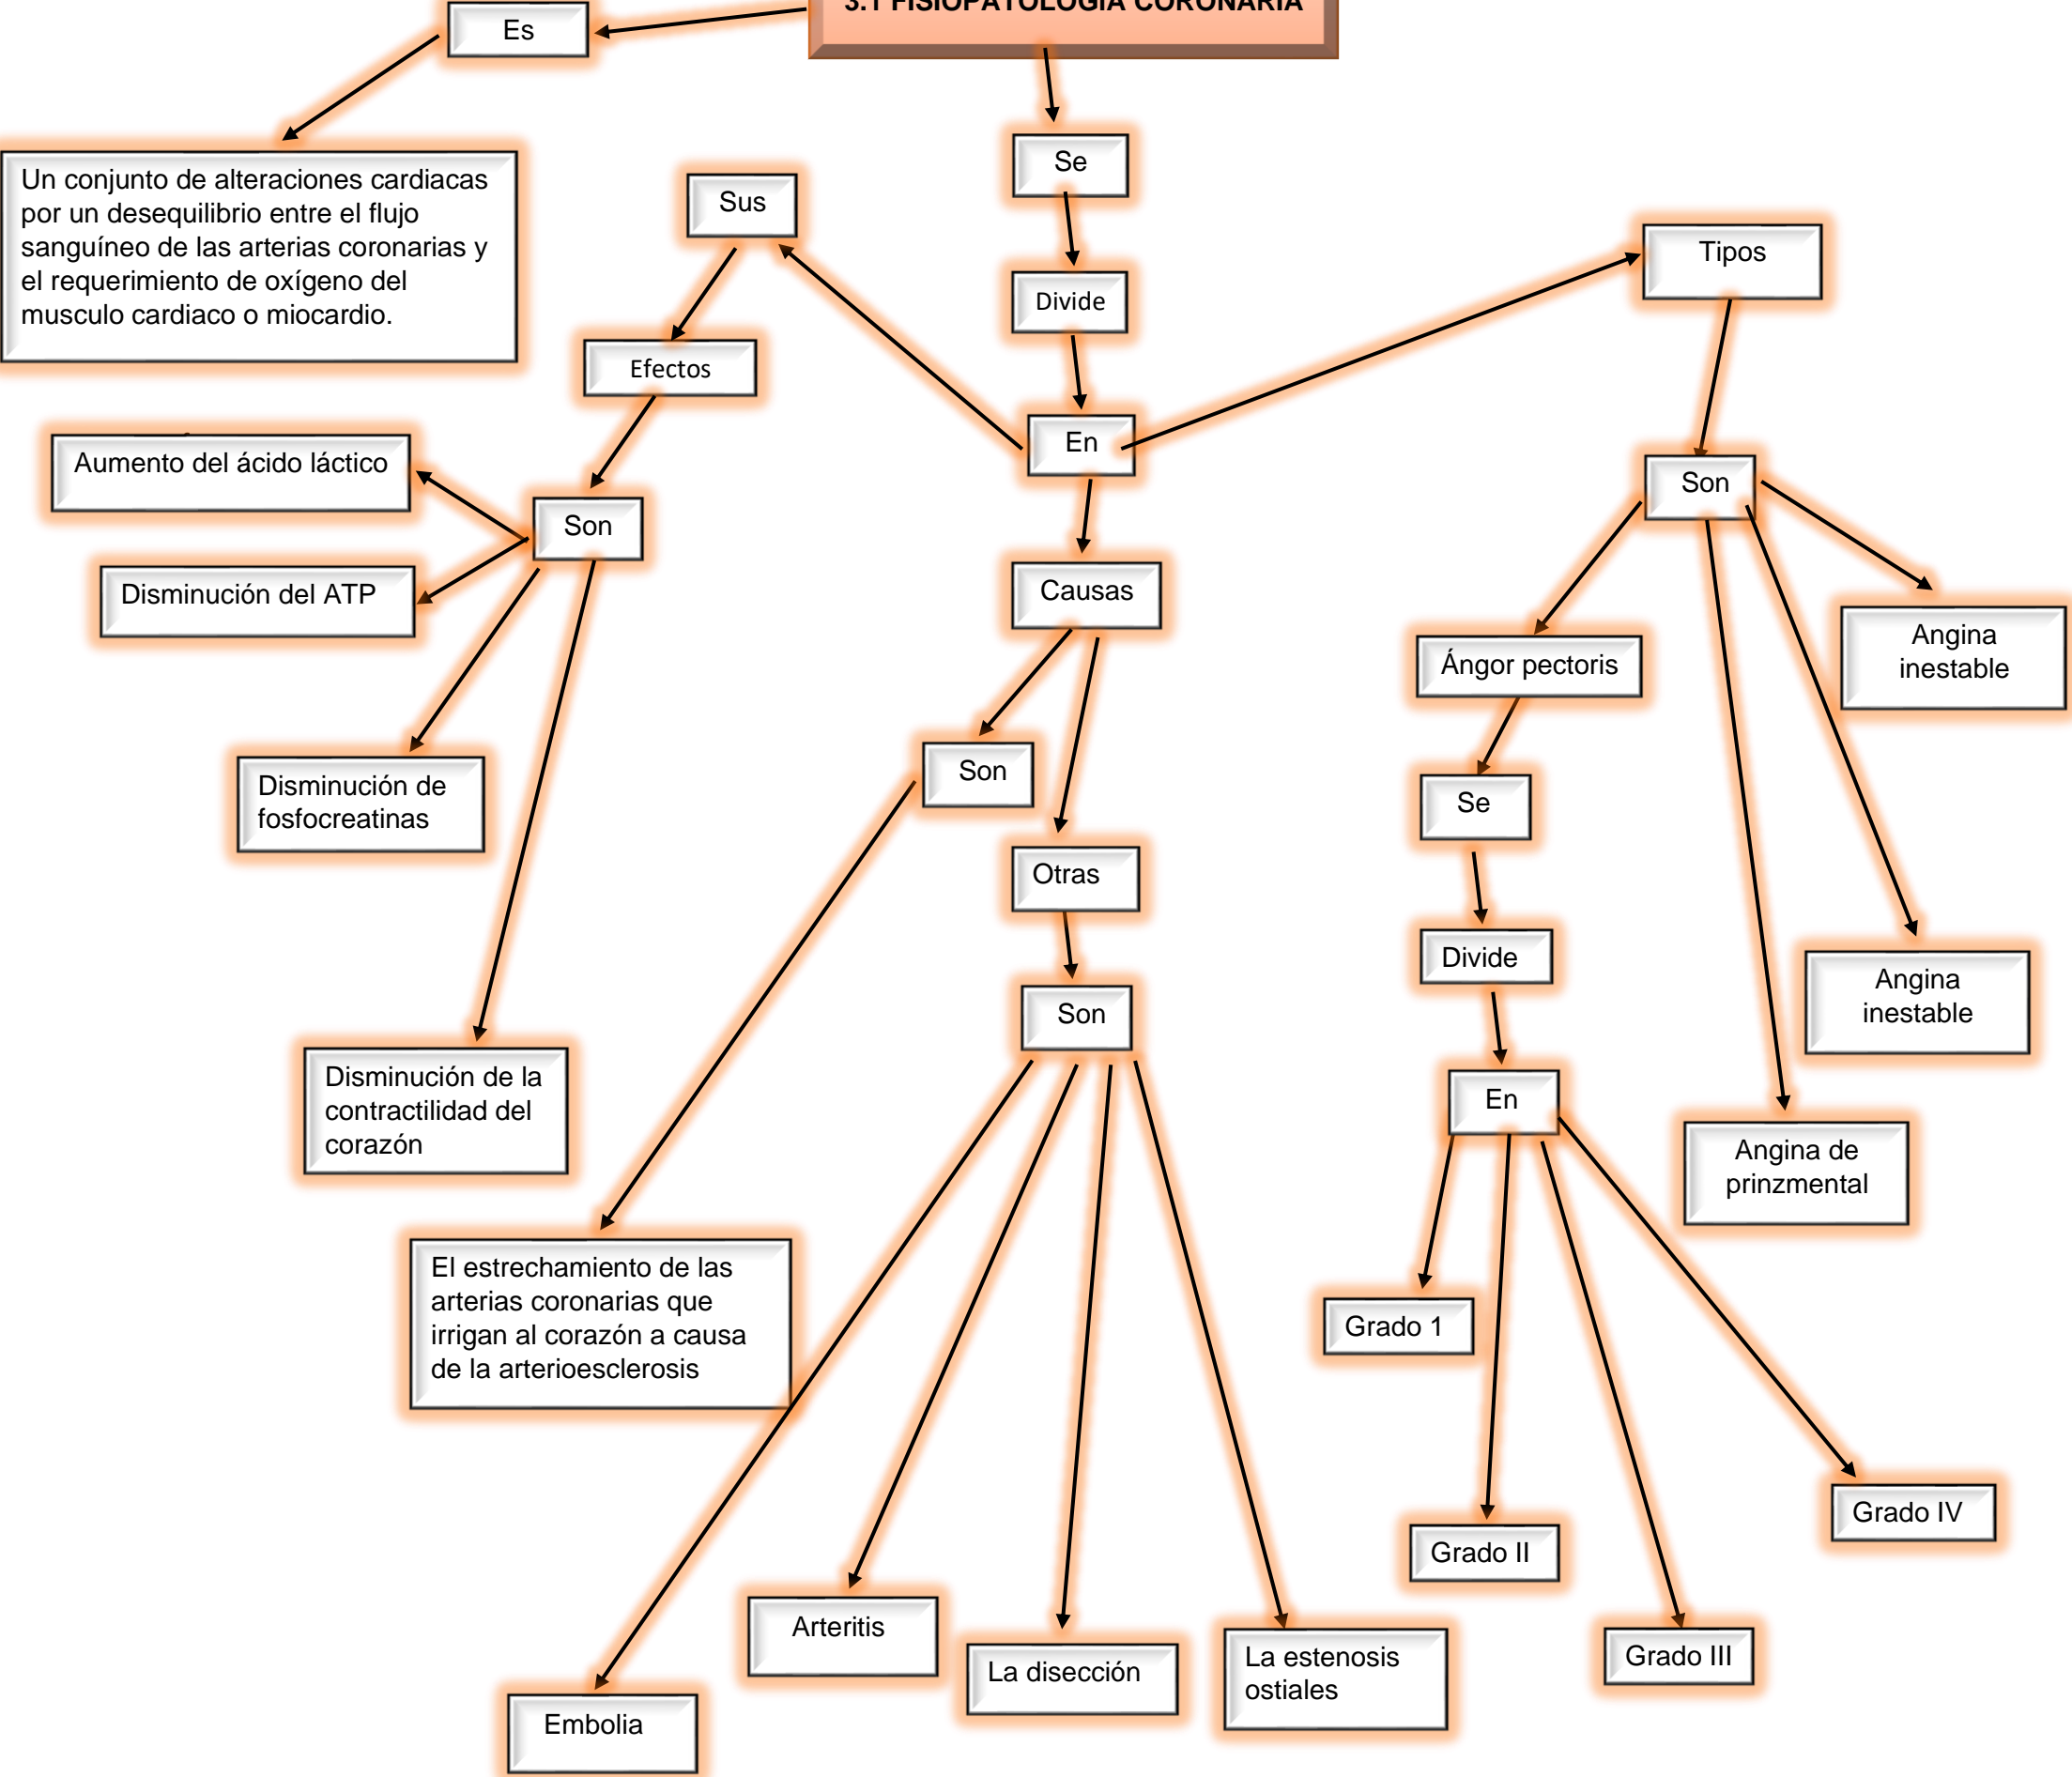 3.1 FISIOPATOLOGIA CORONARIA
Es
Un conjunto de alteraciones cardiacas
por un desequilibrio entre el flujo
sanguíneo de las arterias coronarias y
el requerimiento de oxígeno del
musculo cardiaco o miocardio.
Se
Divide
En
Sus
Efectos
Son
Aumento del ácido láctico
Disminución del ATP
Disminución de
fosfocreatinas
Disminución de la
contractilidad del
corazón
Causas
Son
El estrechamiento de las
arterias coronarias que
irrigan al corazón a causa
de la arterioesclerosis
Otras
Son
Embolia
Arteritis
La disección
La estenosis
ostiales
Tipos
Son
Ángor pectoris
Se
Divide
En
Grado 1
Grado II
Grado III
Grado IV
Angina de
prinzmental
Angina
inestable
Angina
inestable